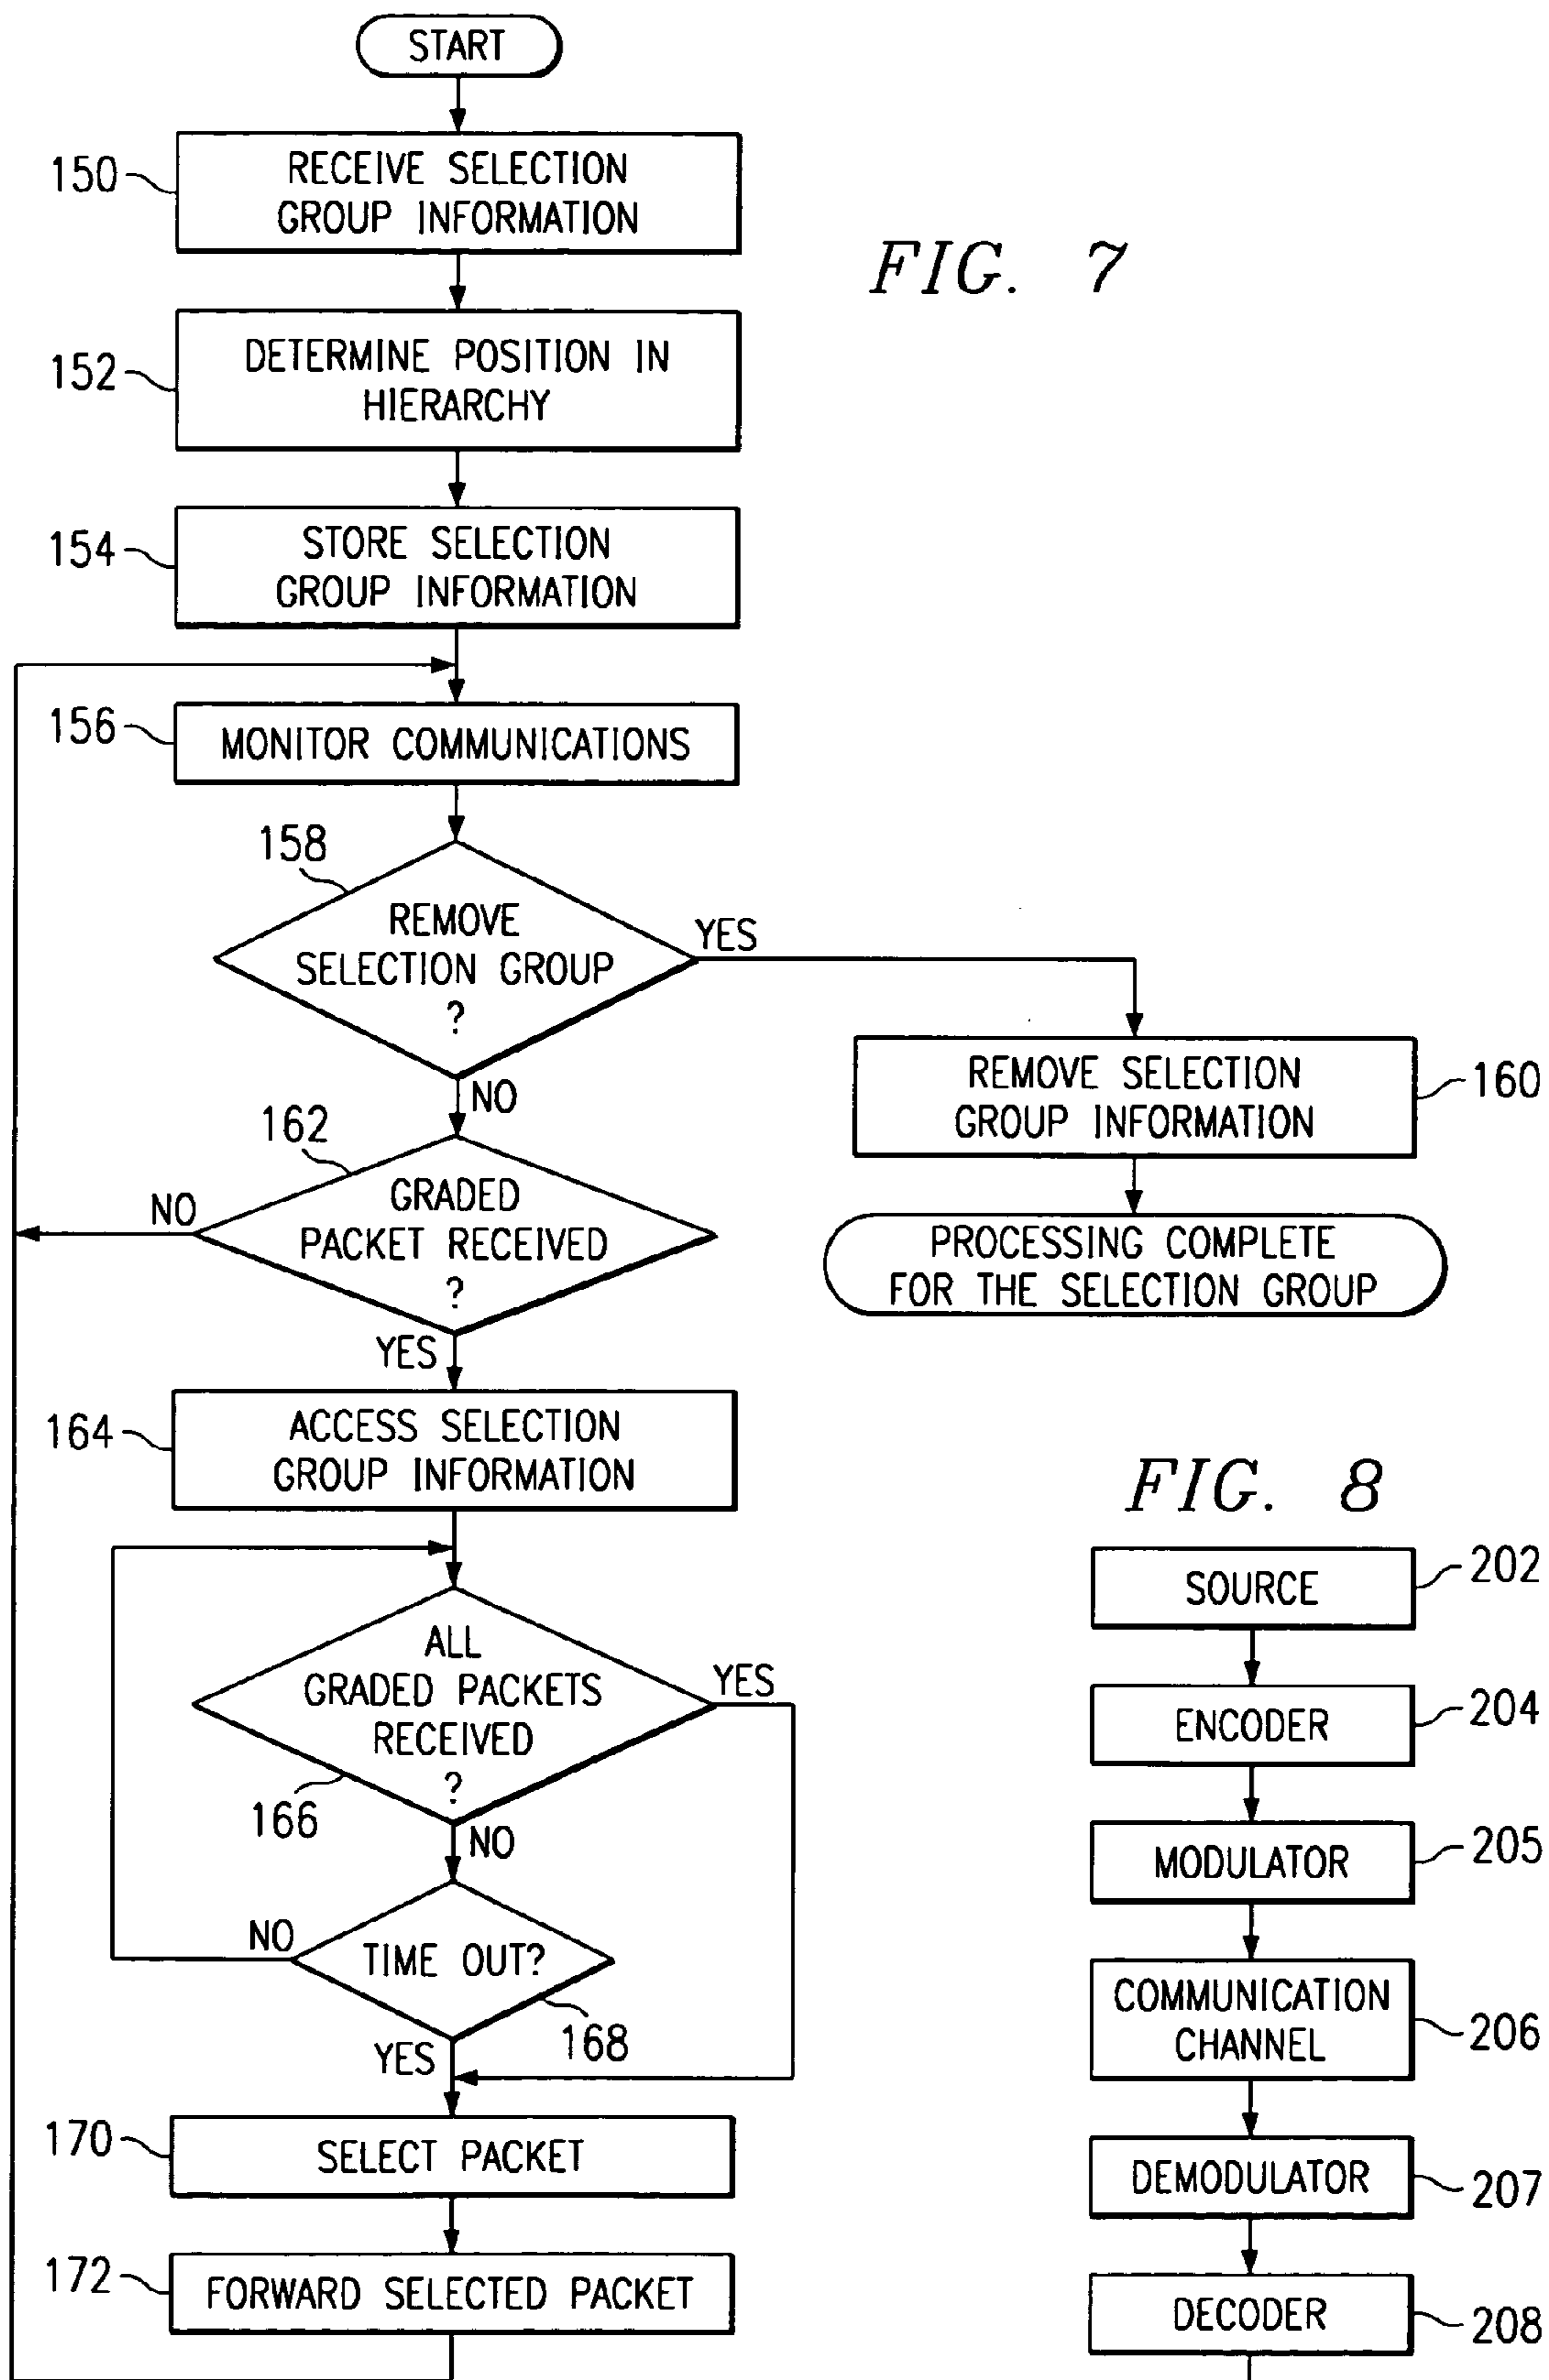 START
150
RECEIVE SELECTION
GROUP INFORMATION
FIG. 7
152
DETERMINE POSITION IN
HIERARCHY
154
STORE SELECTION
GROUP INFORMATION
156
MONITOR COMMUNICATIONS
158
REMOVE
SELECTION GROUP
?
YES
NO
REMOVE SELECTION
GROUP INFORMATION
160
PROCESSING COMPLETE
FOR THE SELECTION GROUP
162
GRADED
PACKET RECEIVED
?
NO
YES
164
ACCESS SELECTION
GROUP INFORMATION
ALL
GRADED PACKETS
RECEIVED
?
YES
166
NO
TIME OUT?
NO
168
YES
170
SELECT PACKET
172
FORWARD SELECTED PACKET
FIG. 8
SOURCE
202
ENCODER
204
MODULATOR
205
COMMUNICATION
CHANNEL
206
DEMODULATOR
207
DECODER
208